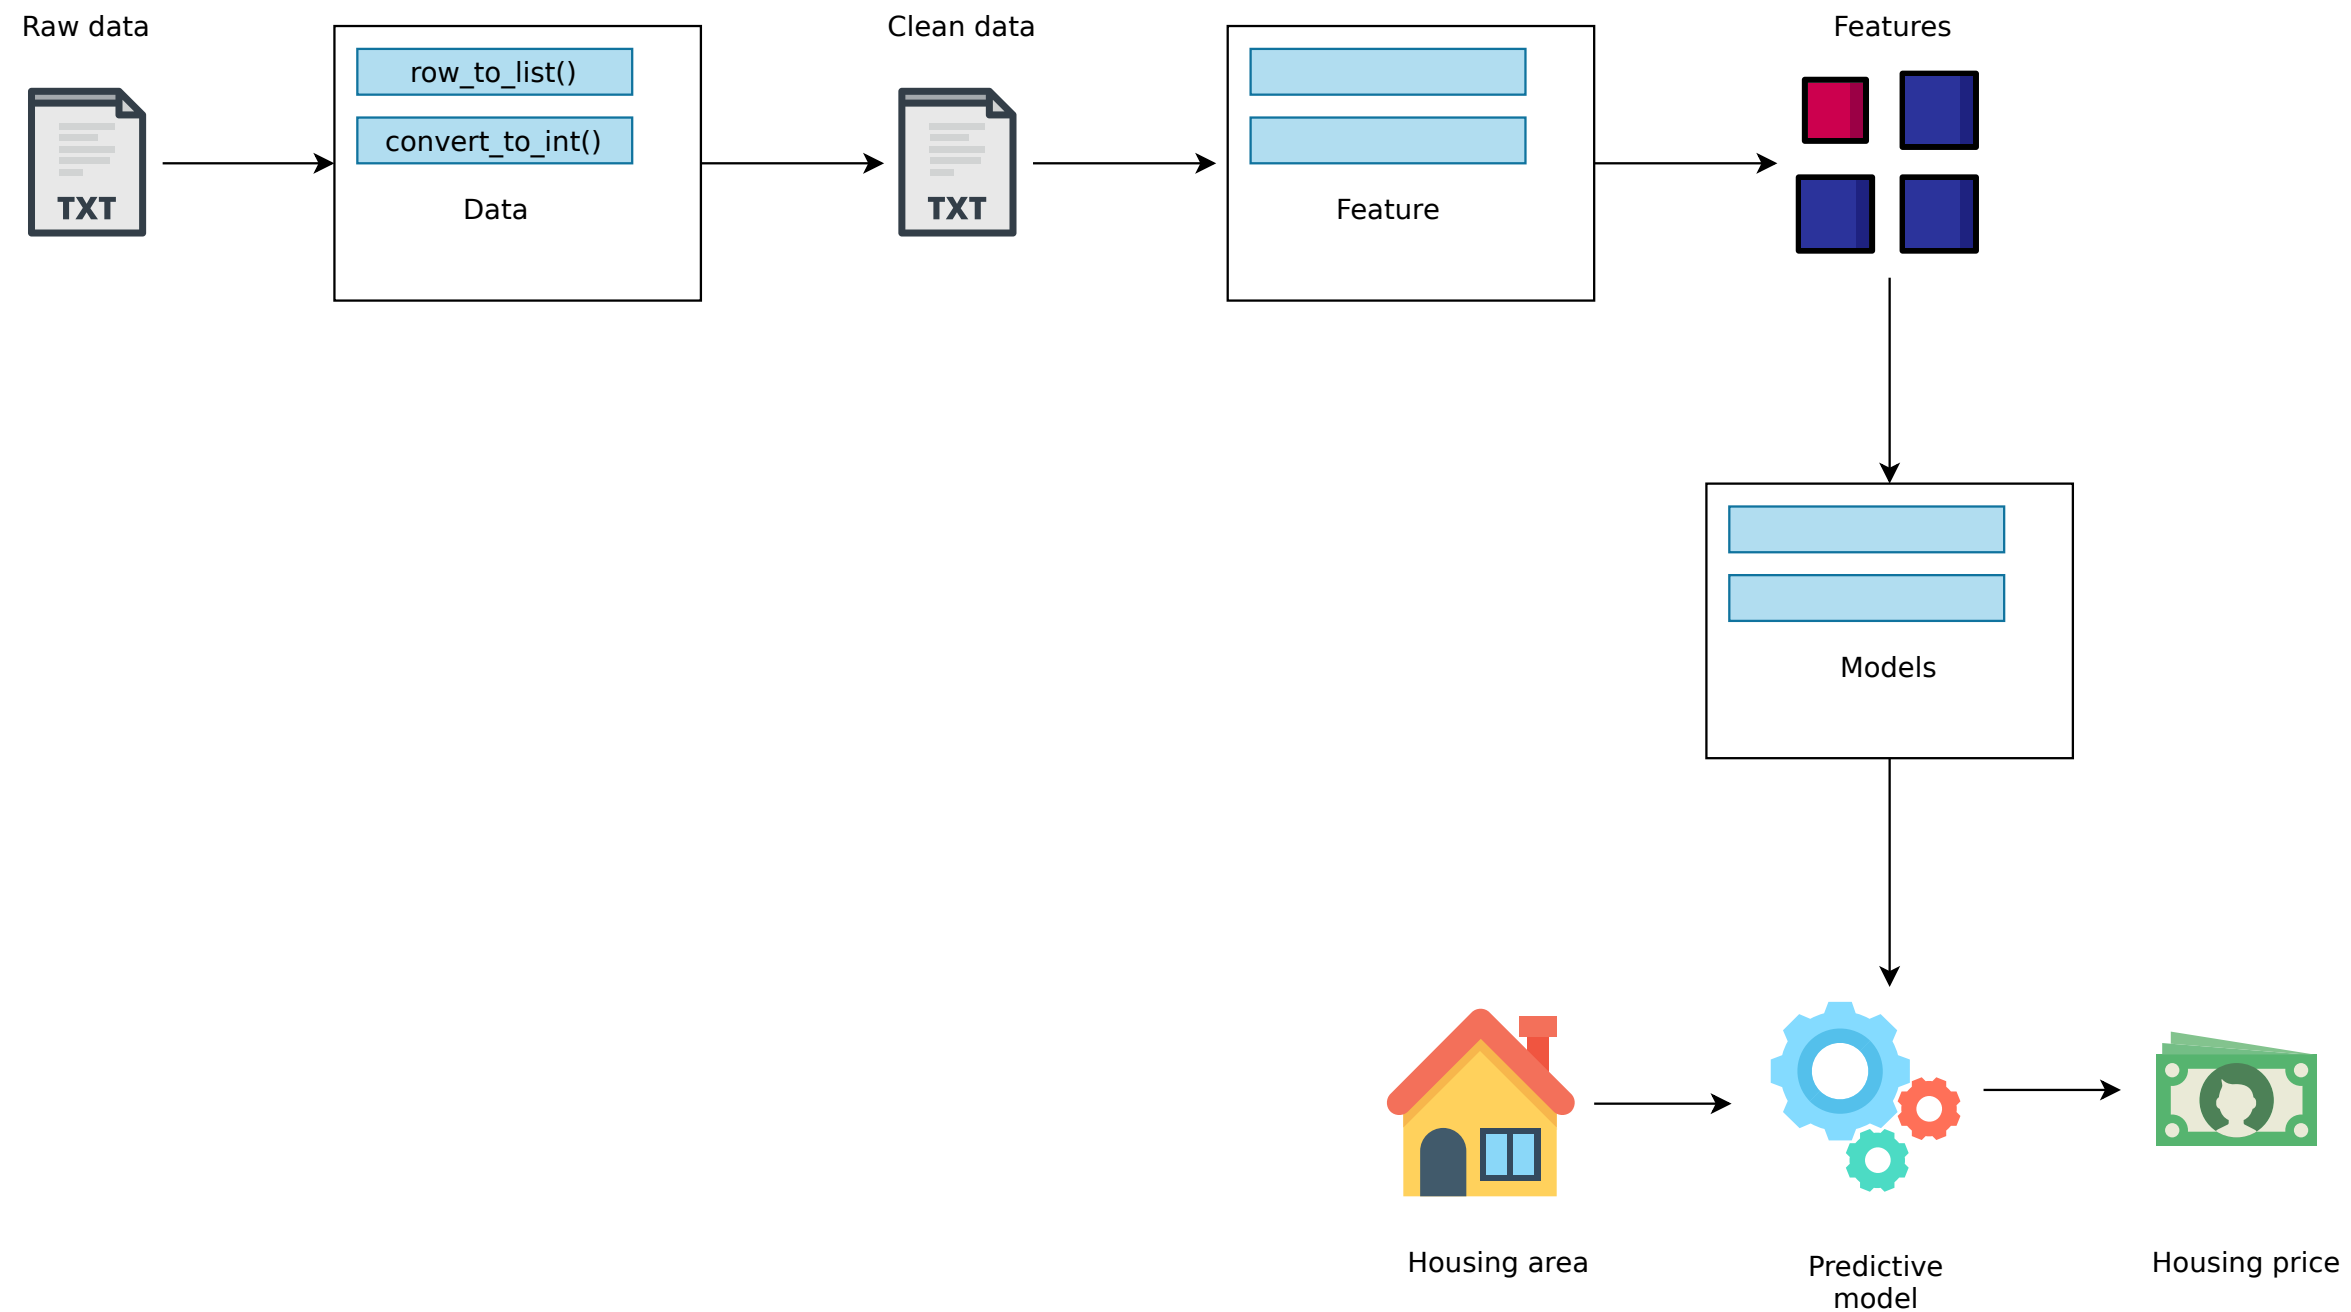 Raw data
Clean data
Features
row_to_list()
convert_to_int()
TXT
Data
TXT
Feature
Models
Housing area
Predictive
model
Housing price